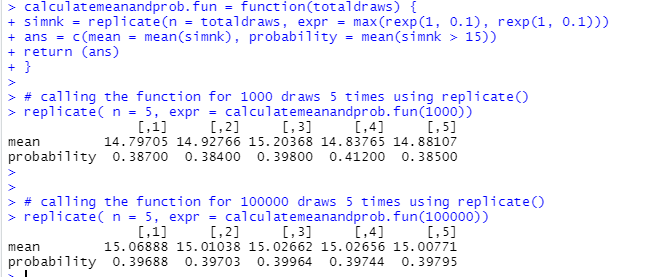 > calculatemeanandprob.fun = function(totaldraws) {
+ simnk = replicate(n = totaldraws, expr = max(rexp(1, 0.1), rexp(1, 0.1)))
+ ans = c(mean = mean(simnk), probability = mean(simnk > 15))
+ return (ans)
+ }
>
> # calling the function for 1000 draws 5 times using replicate()
> replicate( n = 5, expr = calculatemeanandprob.fun(1000))
[,1] [,2] [,3] [,4] [,5]
mean 14.79705 14.92766 15.20368 14.83765 14.88107
probability 0.38700 0.38400 0.39800 0.41200 0.38500
>
>
> # calling the function for 100000 draws 5 times using replicate()
> replicate( n = 5, expr = calculatemeanandprob.fun(100000))
[,1] [,2] [,3] [,4] [,5]
mean 15.06888 15.01038 15.02662 15.02656 15.00771
probability 0.39688 0.39703 0.39964 0.39744 0.39795
>